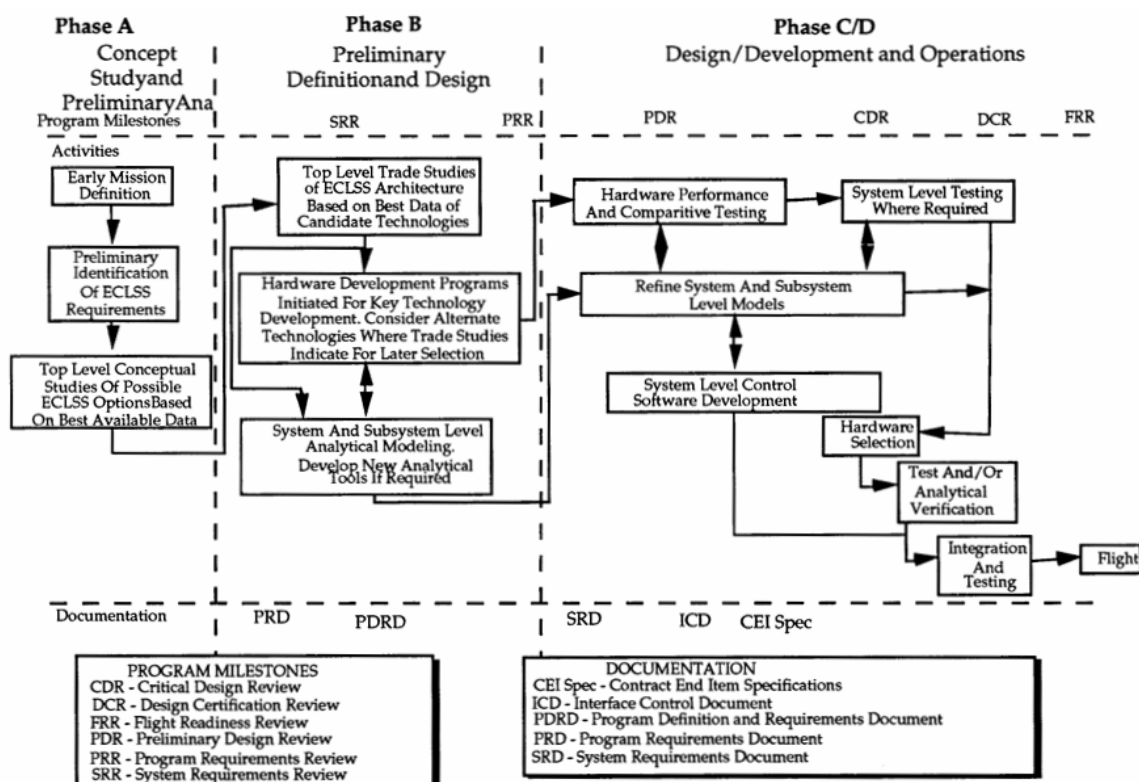 Phase A
Concept
Studyand
PreliminaryAna
Phase B
Preliminary
Definitionand Design
Phase C/D
Design/Development and Operations
Program Milestones
SRR
PRR
PDR
CDR
DCR
FRR
Activities
Early Mission
Definition
Preliminary
Identification
Of ECLSS
Requirements
Top Level Conceptual
Studies Of Possible
ECLSS OptionsBased
On Best Available Data
Top Level Trade Studies
of ECLSS Architecture
Based on Best Data of
Candidate Technologies
Hardware Development Programs
Initiated For Key Technology
Development. Consider Alternate
Technologies Where Trade Studies
Indicate For Later Selection
System And Subsystem Level
Analytical Modeling.
Develop New Analytical
Tools If Required
Hardware Performance
And Comparitive Testing
System Level Testing
Where Required
Refine System And Subsystem
Level Models
System Level Control
Software Development
Hardware
Selection
Test And/Or
Analytical
Verification
Integration
And
Testing
Flight
Documentation
PRD
PDRD
SRD
ICD
CEI Spec
PROGRAM MILESTONES
CDR - Critical Design Review
DCR - Design Certification Review
FRR - Flight Readiness Review
PDR - Preliminary Design Review
PRR - Program Requirements Review
SRR - System Requirements Review
DOCUMENTATION
CEI Spec - Contract End Item Specifications
ICD - Interface Control Document
PDRD - Program Definition and Requirements Document
PRD - Program Requirements Document
SRD - System Requirements Document